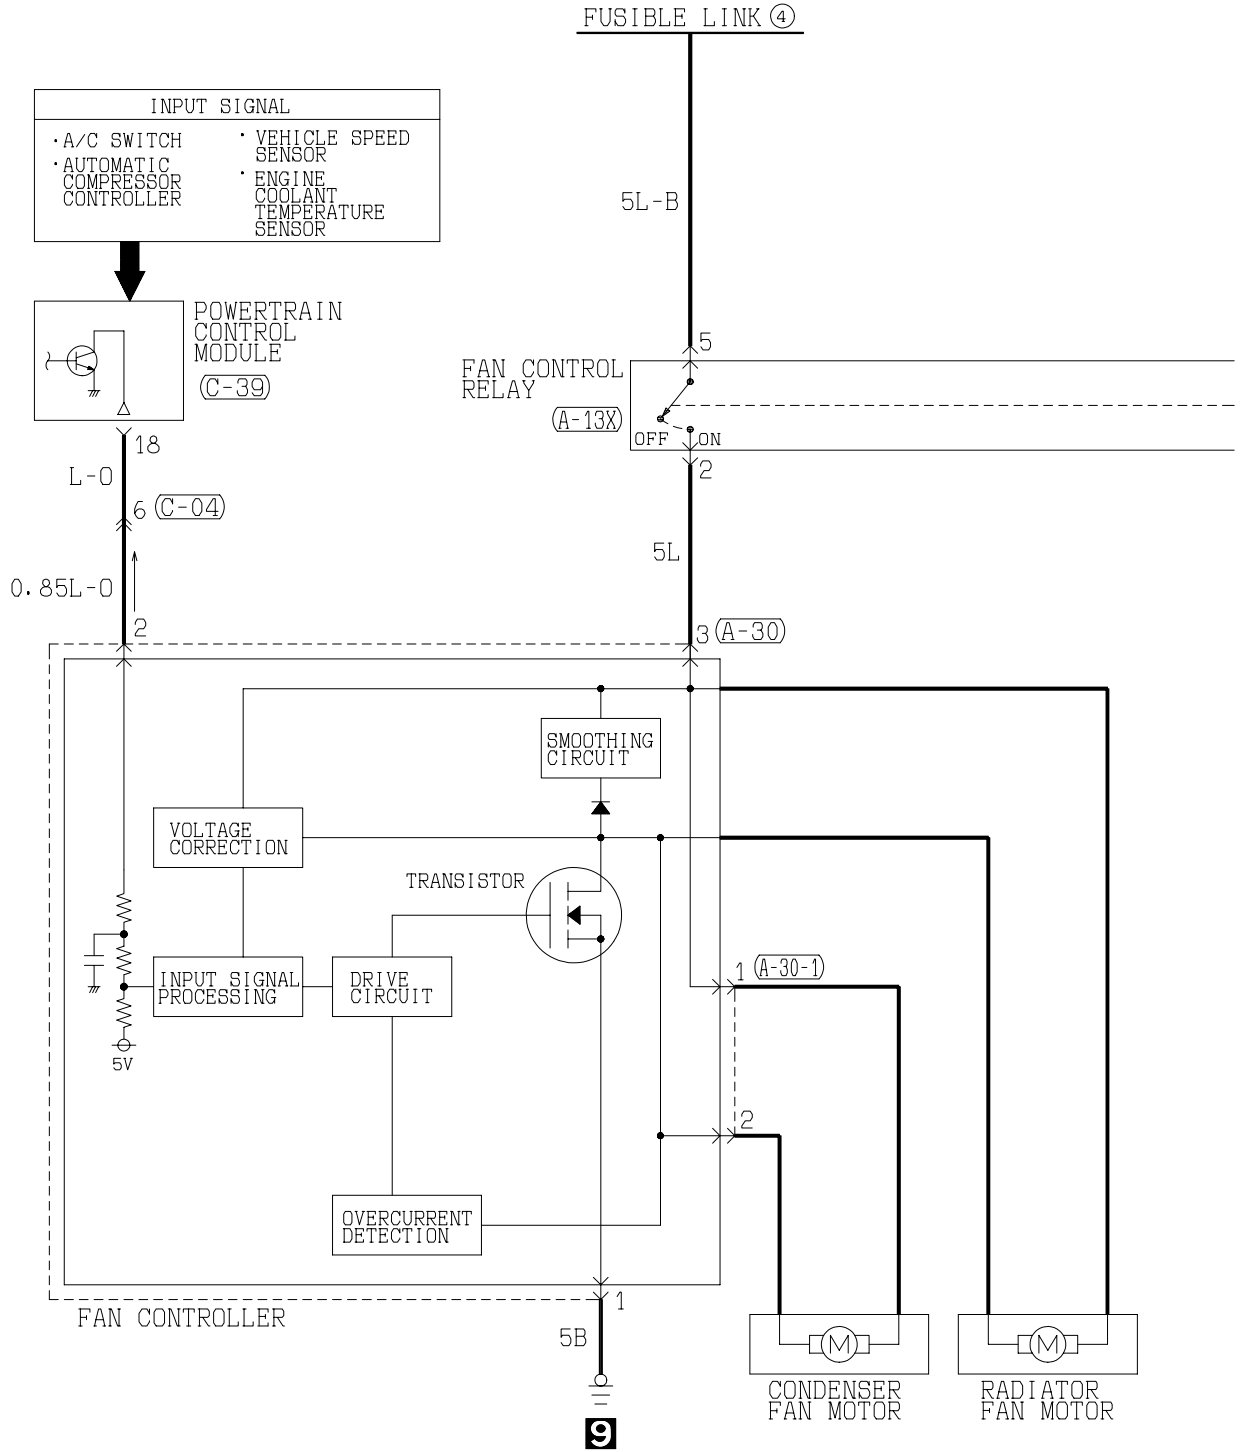 FUSIBLE LINK ④
INPUT SIGNAL
·A/C SWITCH
·AUTOMATIC
COMPRESSOR
CONTROLLER
· VEHICLE SPEED
SENSOR
· ENGINE
COOLANT
TEMPERATURE
SENSOR
5L-B
POWERTRAIN
CONTROL
MODULE
(C-39)
5
FAN CONTROL
RELAY
(A-13X)
OFF
ON
18
2
L-O
6 (C-04)
5L
0.85L-O
2
3 (A-30)
SMOOTHING
CIRCUIT
VOLTAGE
CORRECTION
TRANSISTOR
1 (A-30-1)
INPUT SIGNAL
PROCESSING
DRIVE
CIRCUIT
5V
2
OVERCURRENT
DETECTION
1
FAN CONTROLLER
5B
M
M
CONDENSER
FAN MOTOR
RADIATOR
FAN MOTOR
9